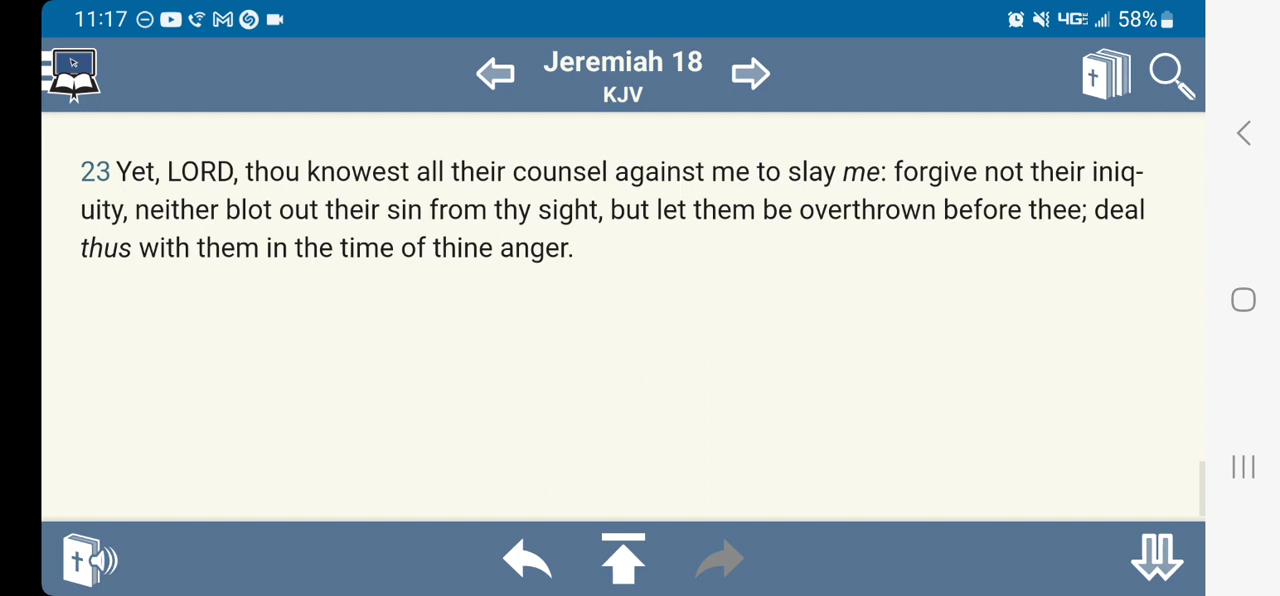 11:17 4GE 58%
Jeremiah 18
KJV
23 Yet, LORD, thou knowest all their counsel against me to slay me: forgive not their iniq-
uity, neither blot out their sin from thy sight, but let them be overthrown before thee; deal
thus with them in the time of thine anger.